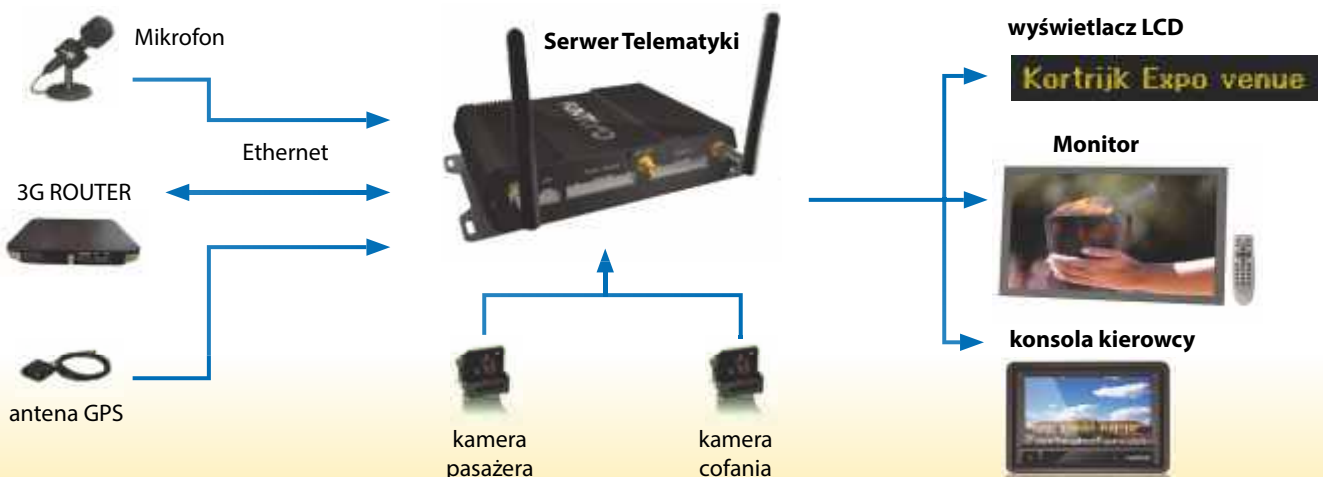 Mikrofon
Serwer Telematyki
wyświetlacz LCD
Kortrijk Expo venue
Ethernet
Monitor
3G ROUTER
konsola kierowcy
antena GPS
kamera
pasażera
kamera
cofania